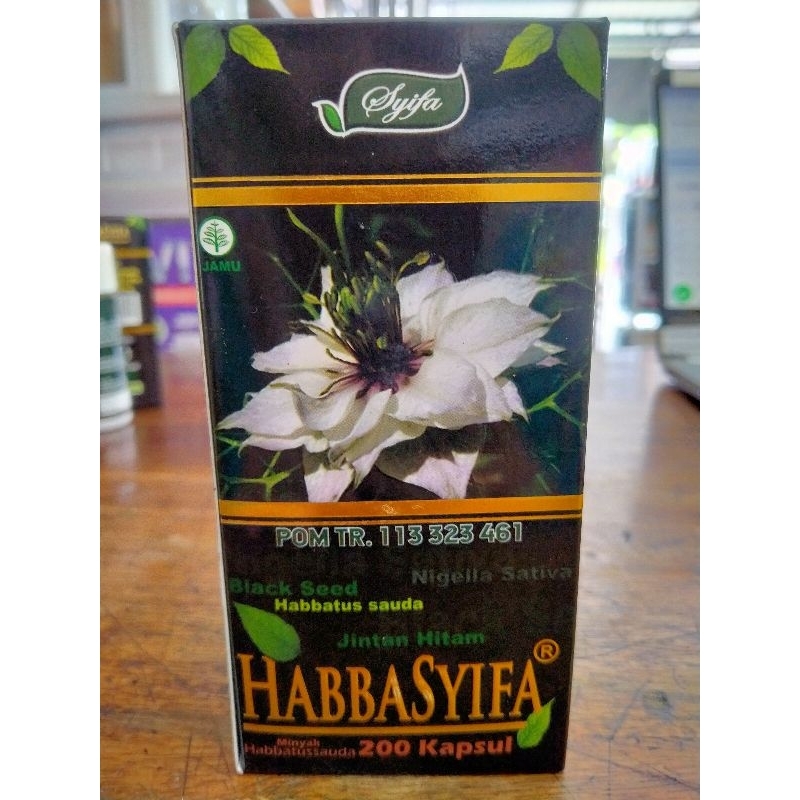 Syifa
JAMU
POM TR. 113 323 461
Nigella Sativa
Black Seed
Habbatus sauda
Jintan Hitam
HABBASYIFA®
Minyak
Habbatussauda 200 Kapsul